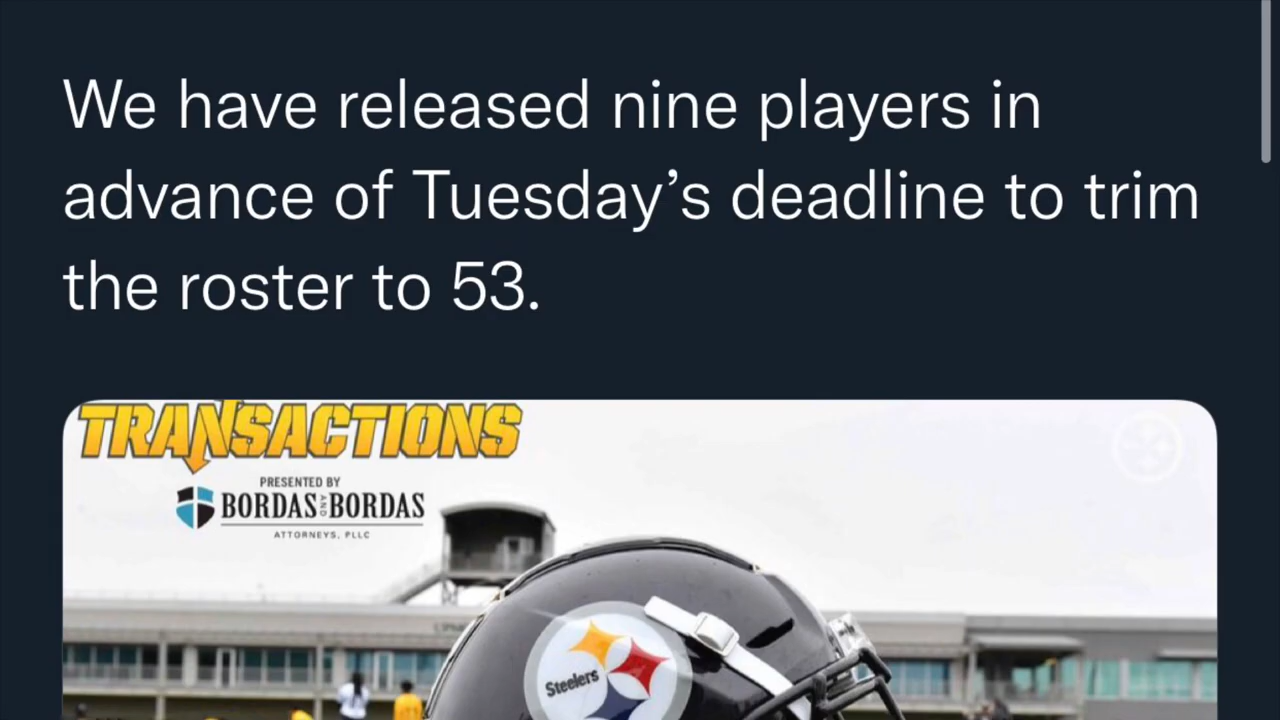 We have released nine players in
advance of Tuesday’s deadline to trim
the roster to 53.
TRANSACTIONS
PRESENTED BY
BORDAS AND BORDAS
ATTORNEYS, PLLC
Steelers